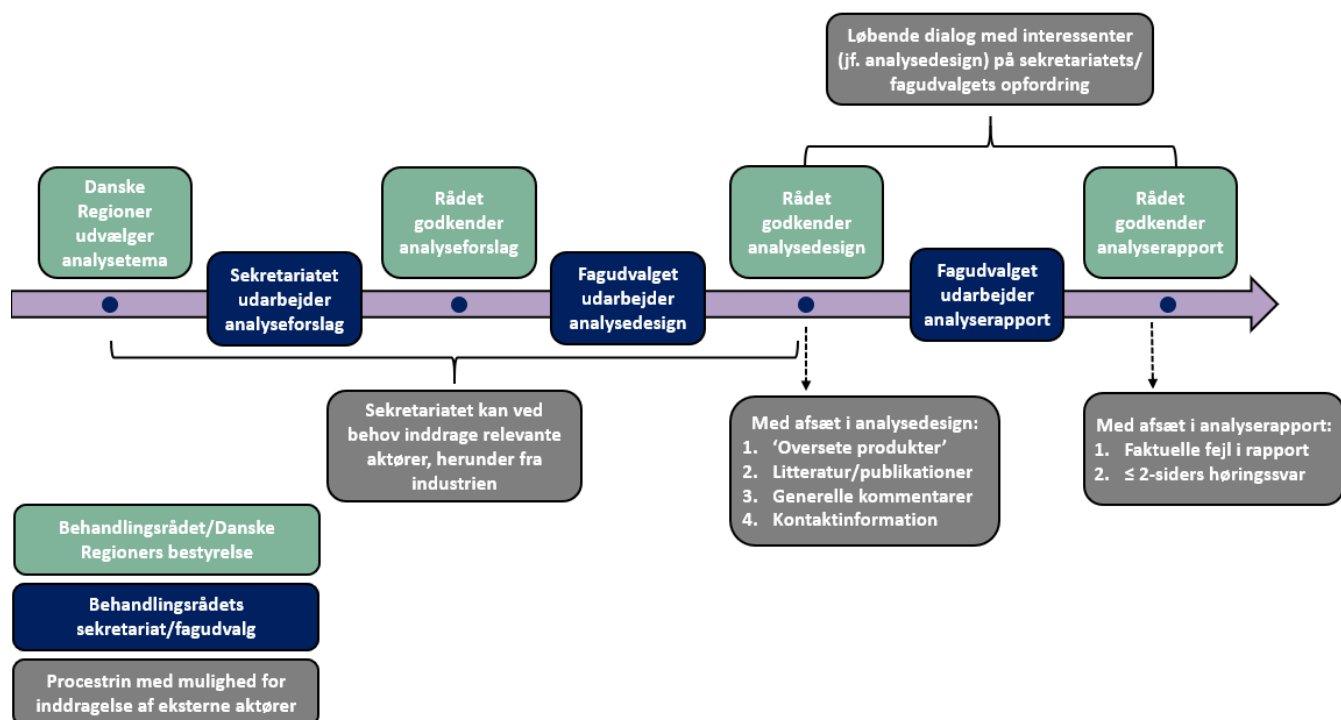 Løbende dialog med interessenter
(jf. analysedesign) på sekretariatets/
fagudvalgets opfordring
Danske
Regioner
udvælger
analysetema
Rådet
godkender
analyseforslag
Rådet
godkender
analysedesign
Rådet
godkender
analyserapport
Sekretariatet
udarbejder
analyseforslag
Fagudvalget
udarbejder
analysedesign
Fagudvalget
udarbejder
analyserapport
Sekretariatet kan ved
behov inddrage relevante
aktører, herunder fra
industrien
Med afsæt i analysedesign:
1. ‘Oversete produkter’
2. Litteratur/publikationer
3. Generelle kommentarer
4. Kontaktinformation
Med afsæt i analyserapport:
1. Faktuelle fejl i rapport
2. ≤ 2-siders høringssvar
Behandlingsrådet/Danske
Regioners bestyrelse
Behandlingsrådets
sekretariat/fagudvalg
Procestrin med mulighed for
inddragelse af eksterne aktører